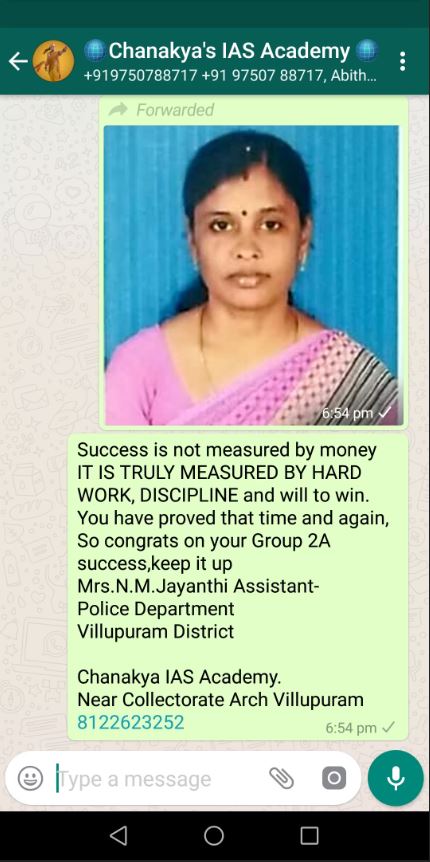 Chanakya's IAS Academy
+919750788717 +91 97507 88717, Abith...
Forwarded
6:54 pm
Success is not measured by money
IT IS TRULY MEASURED BY HARD
WORK, DISCIPLINE and will to win.
You have proved that time and again,
So congrats on your Group 2A
success,keep it up
Mrs.N.M.Jayanthi Assistant-
Police Department
Villupuram District
Chanakya IAS Academy.
Near Collectorate Arch Villupuram
8122623252
6:54 pm
Type a message